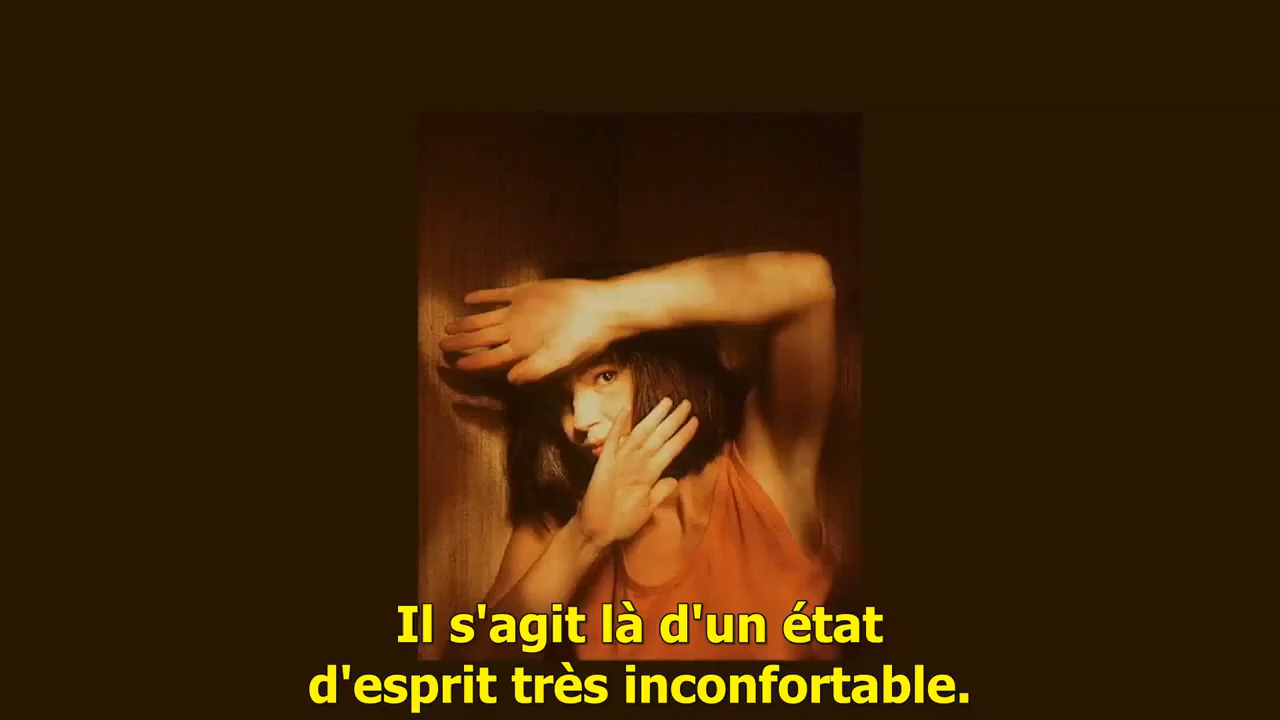 Il s'agit là d'un état
d'esprit très inconfortable.